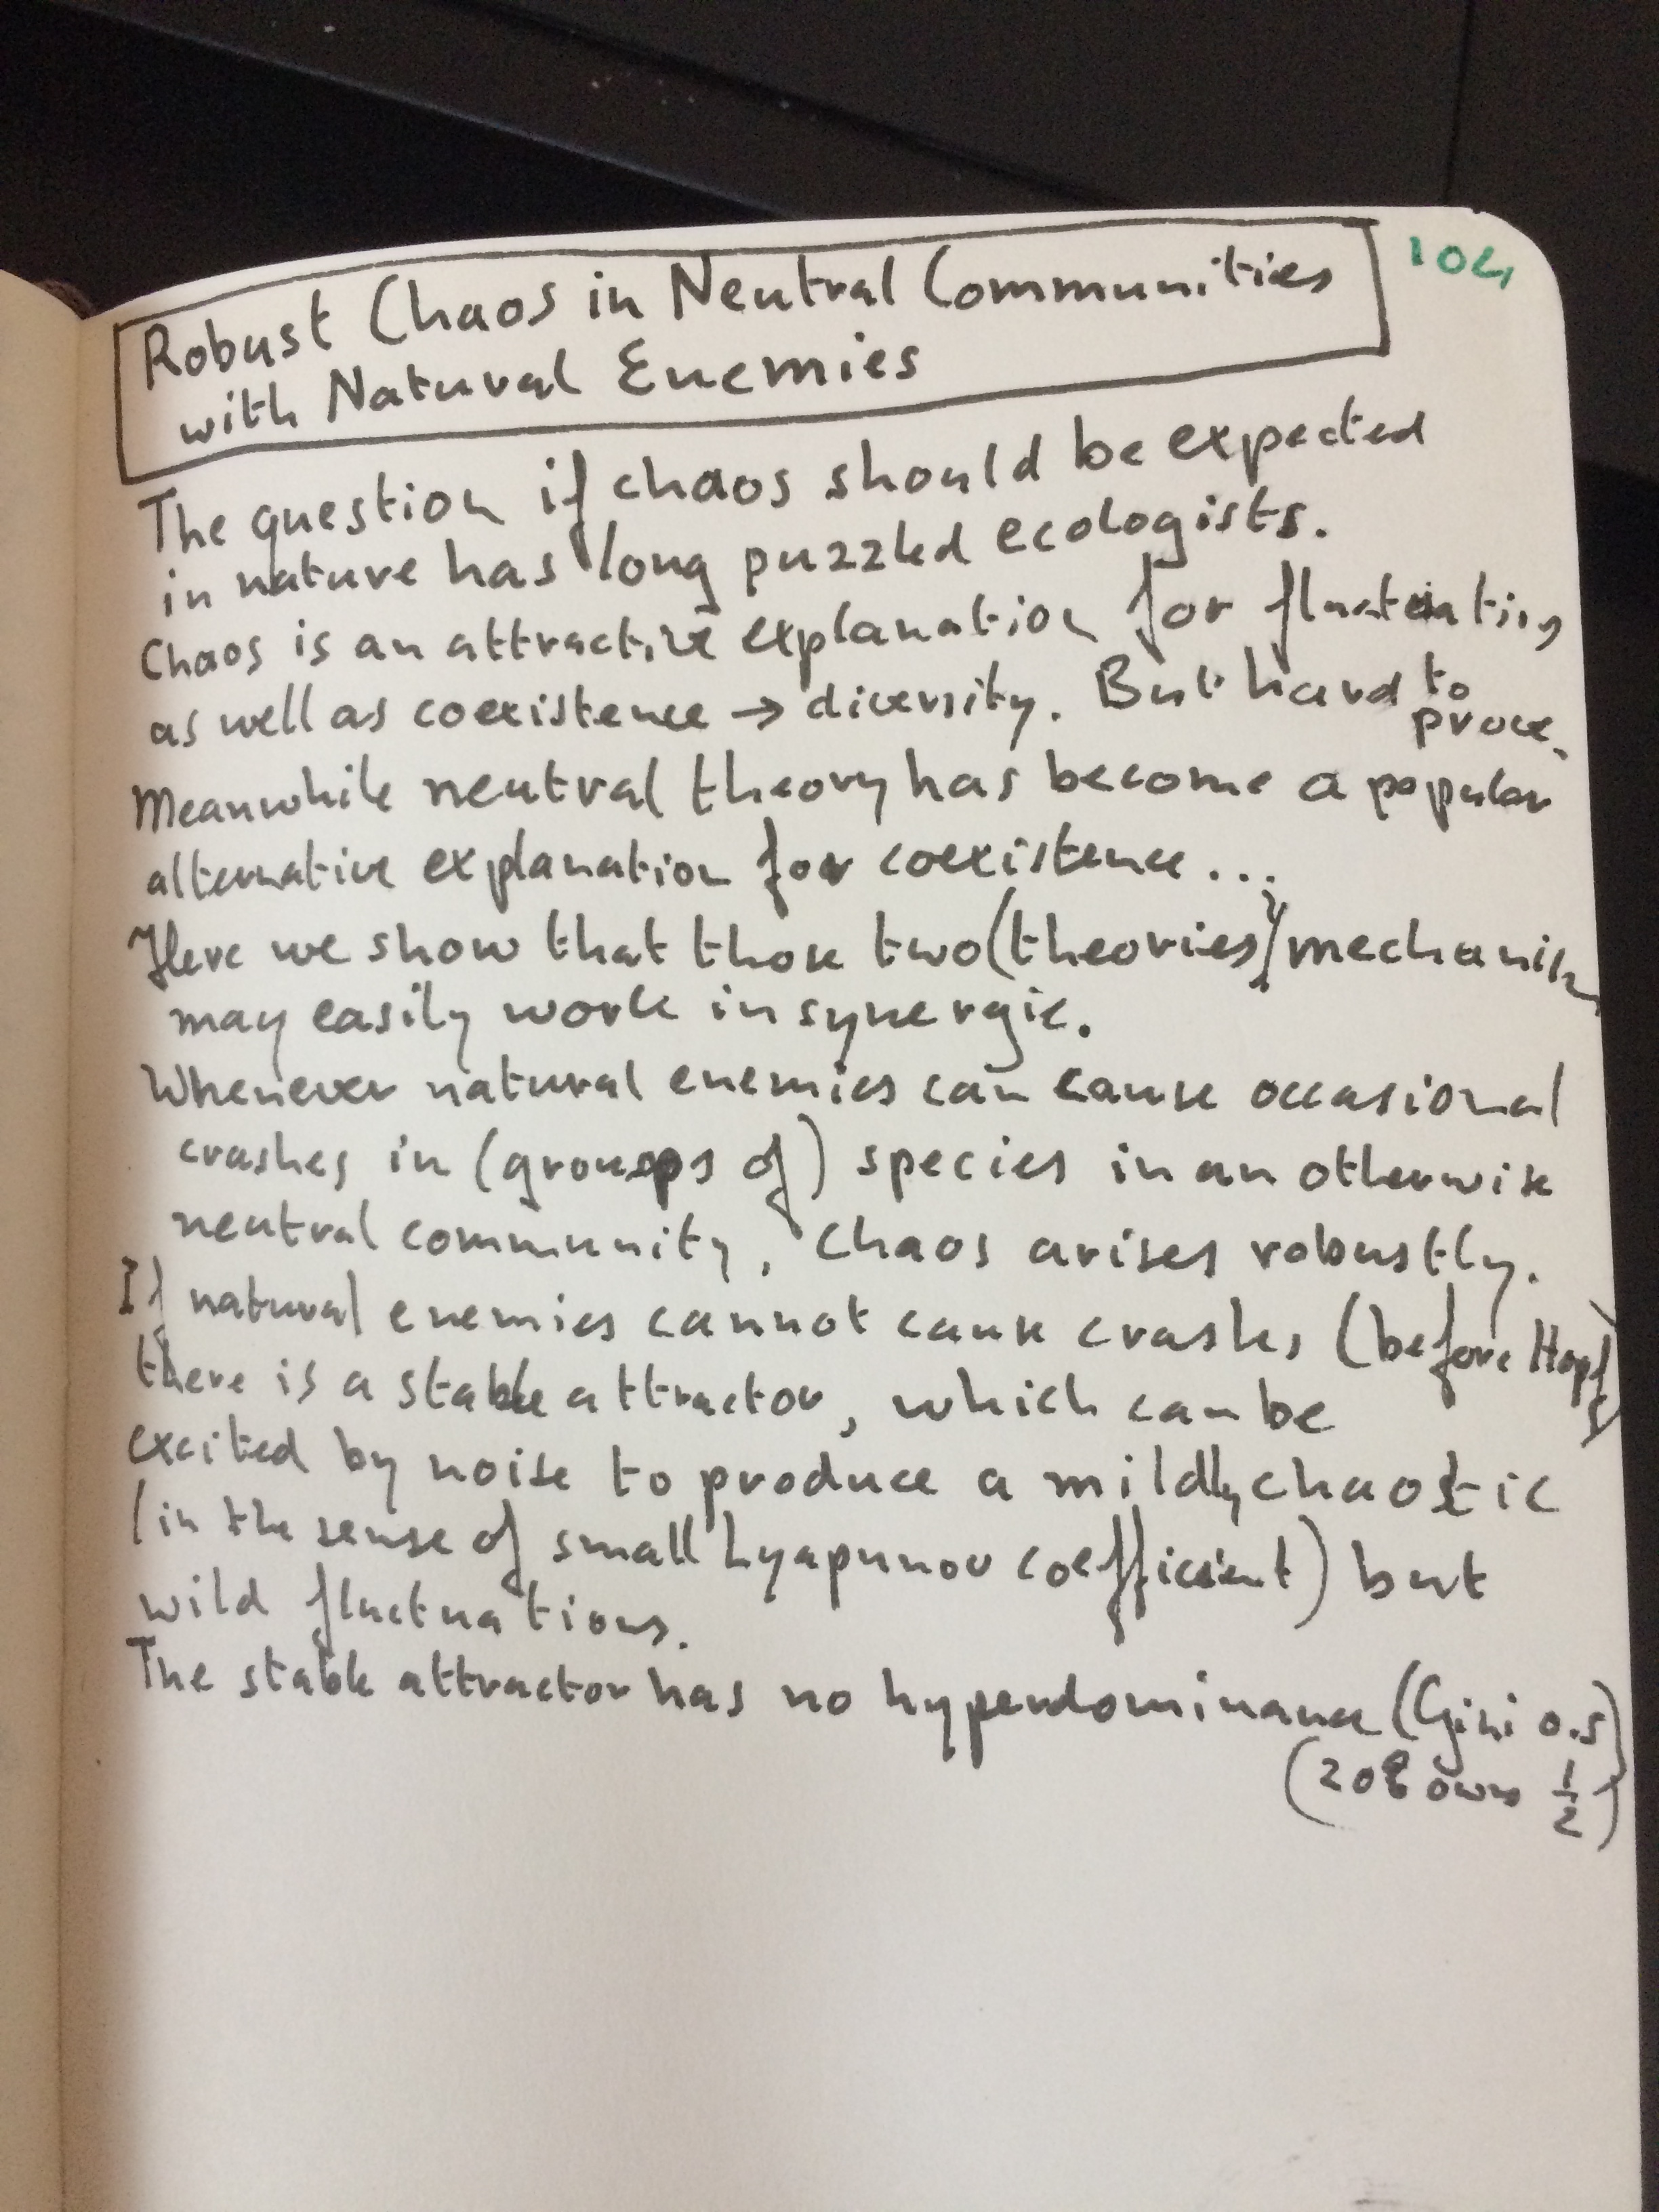 104
Robust Chaos in Neutral Communities
with Natural Enemies
The question if chaos should be expected
in nature has long puzzled ecologists.
Chaos is an attractive explanation for fluctuations
as well as coexistence → diversity. But hard to
prove.
Meanwhile neutral theory has become a popular
alternative explanation for coexistence...
Here we show that those two (theories)/mechanisms
may easily work in synergie.
Whenever natural enemies can cause occasional
crashes in (groups of) species in an otherwise
neutral community, chaos arises robustly.
If natural enemies cannot cause crashes (before Hopf)
there is a stable attractor, which can be
excited by noise to produce a mildly chaotic
(in the sense of small Lyapunov coefficient) but
wild fluctuations.
The stable attractor has no hyperdominance (Gini 0.5)
(20% owns 1/2)